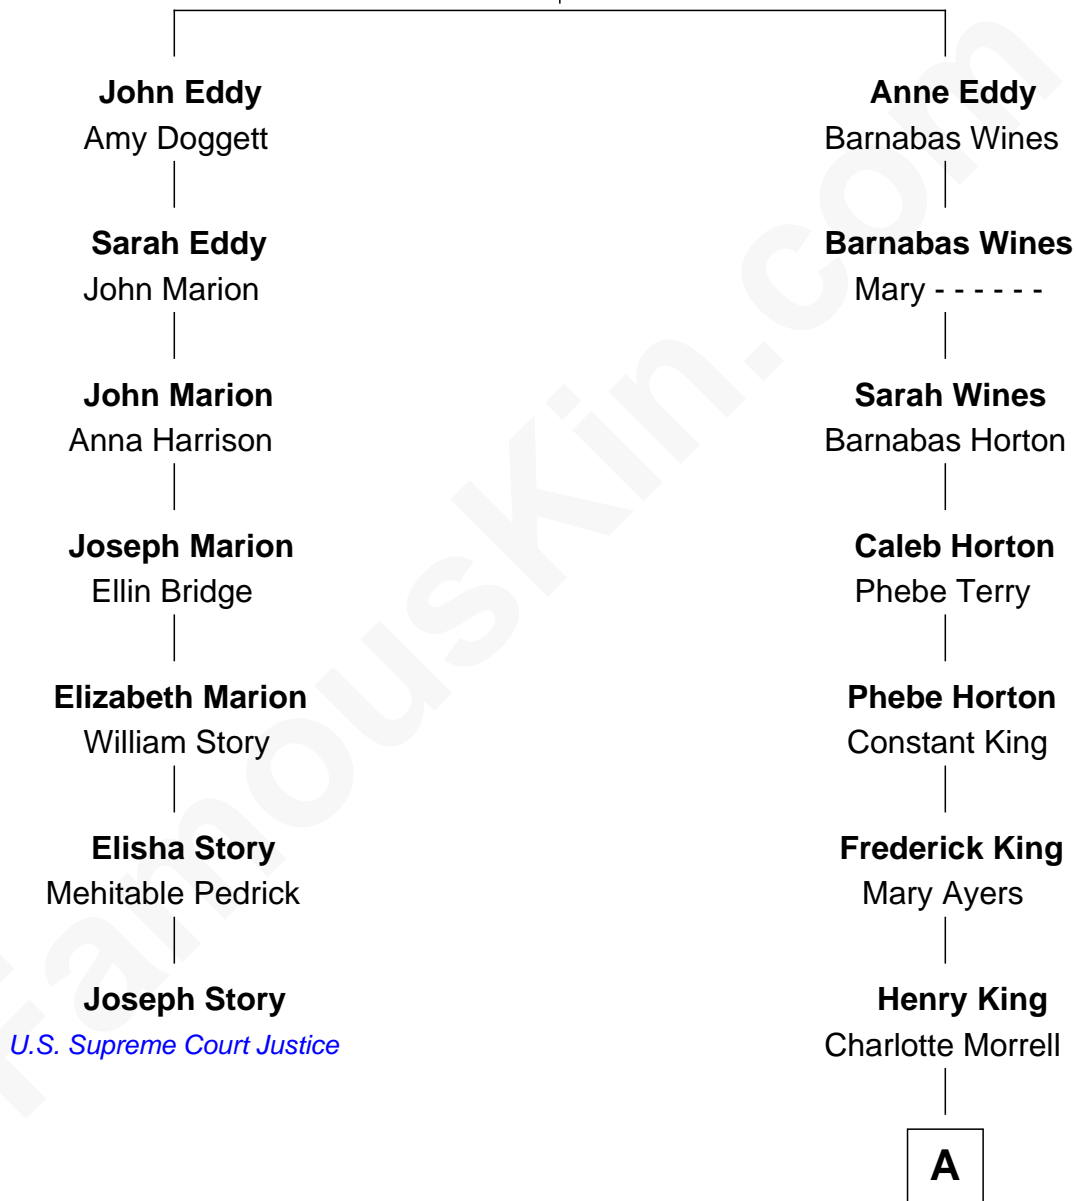 John Eddy
Amy Doggett
Sarah Eddy
John Marion
John Marion
Anna Harrison
Joseph Marion
Ellin Bridge
Elizabeth Marion
William Story
Elisha Story
Mehitable Pedrick
Joseph Story
U.S. Supreme Court Justice
Anne Eddy
Barnabas Wines
Barnabas Wines
Mary - - - - - -
Sarah Wines
Barnabas Horton
Caleb Horton
Phebe Terry
Phebe Horton
Constant King
Frederick King
Mary Ayers
Henry King
Charlotte Morrell
A
FamousKin.com